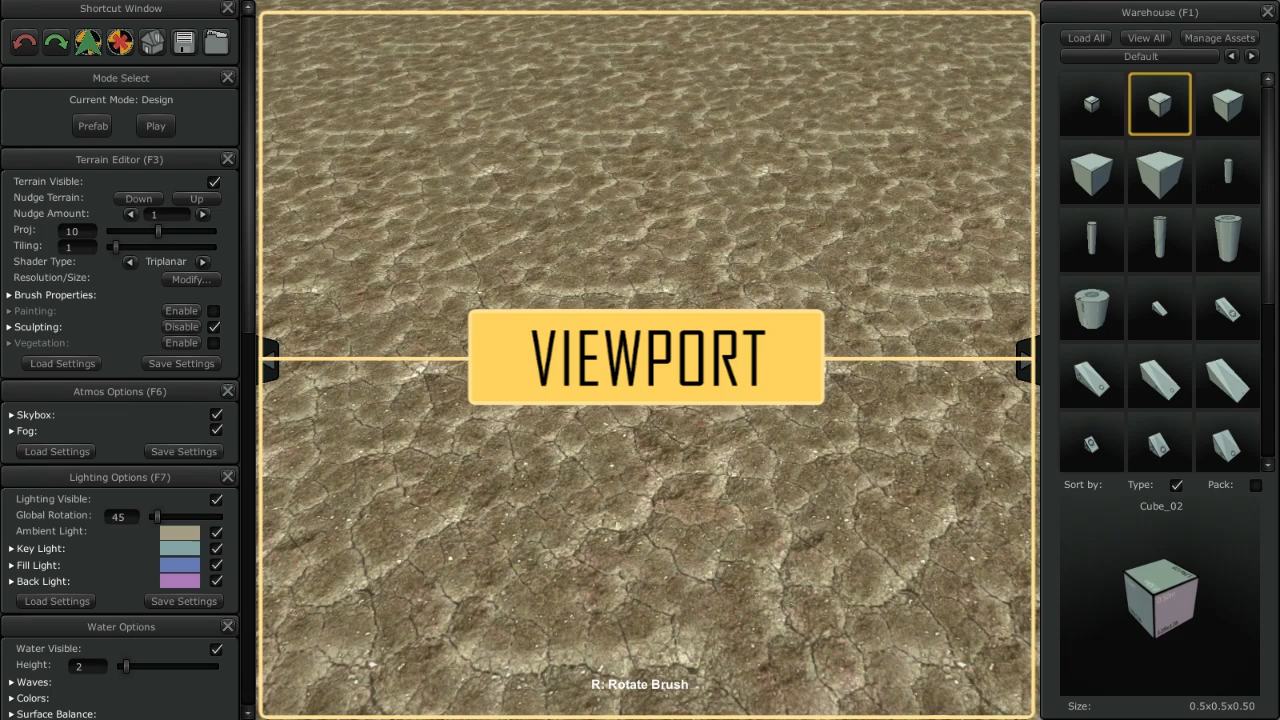 Shortcut Window
Mode Select
Current Mode: Design
Prefab
Play
Terrain Editor (F3)
Terrain Visible:
Nudge Terrain: Down Up
Nudge Amount: 1
Proj: 10
Tiling: 1
Shader Type: Triplanar
Resolution/Size: Modify...
Brush Properties:
Painting: Enable
Sculpting: Disable
Vegetation: Enable
Load Settings Save Settings
Atmos Options (F6)
Skybox:
Fog:
Load Settings Save Settings
Lighting Options (F7)
Lighting Visible:
Global Rotation: 45
Ambient Light:
Key Light:
Fill Light:
Back Light:
Load Settings Save Settings
Water Options
Water Visible:
Height: 2
Waves:
Colors:
Surface Balance:
VIEWPORT
R: Rotate Brush
Warehouse (F1)
Load All View All Manage Assets
Default
Sort by: Type: Pack:
Cube_02
Size: 0.5x0.5x0.50